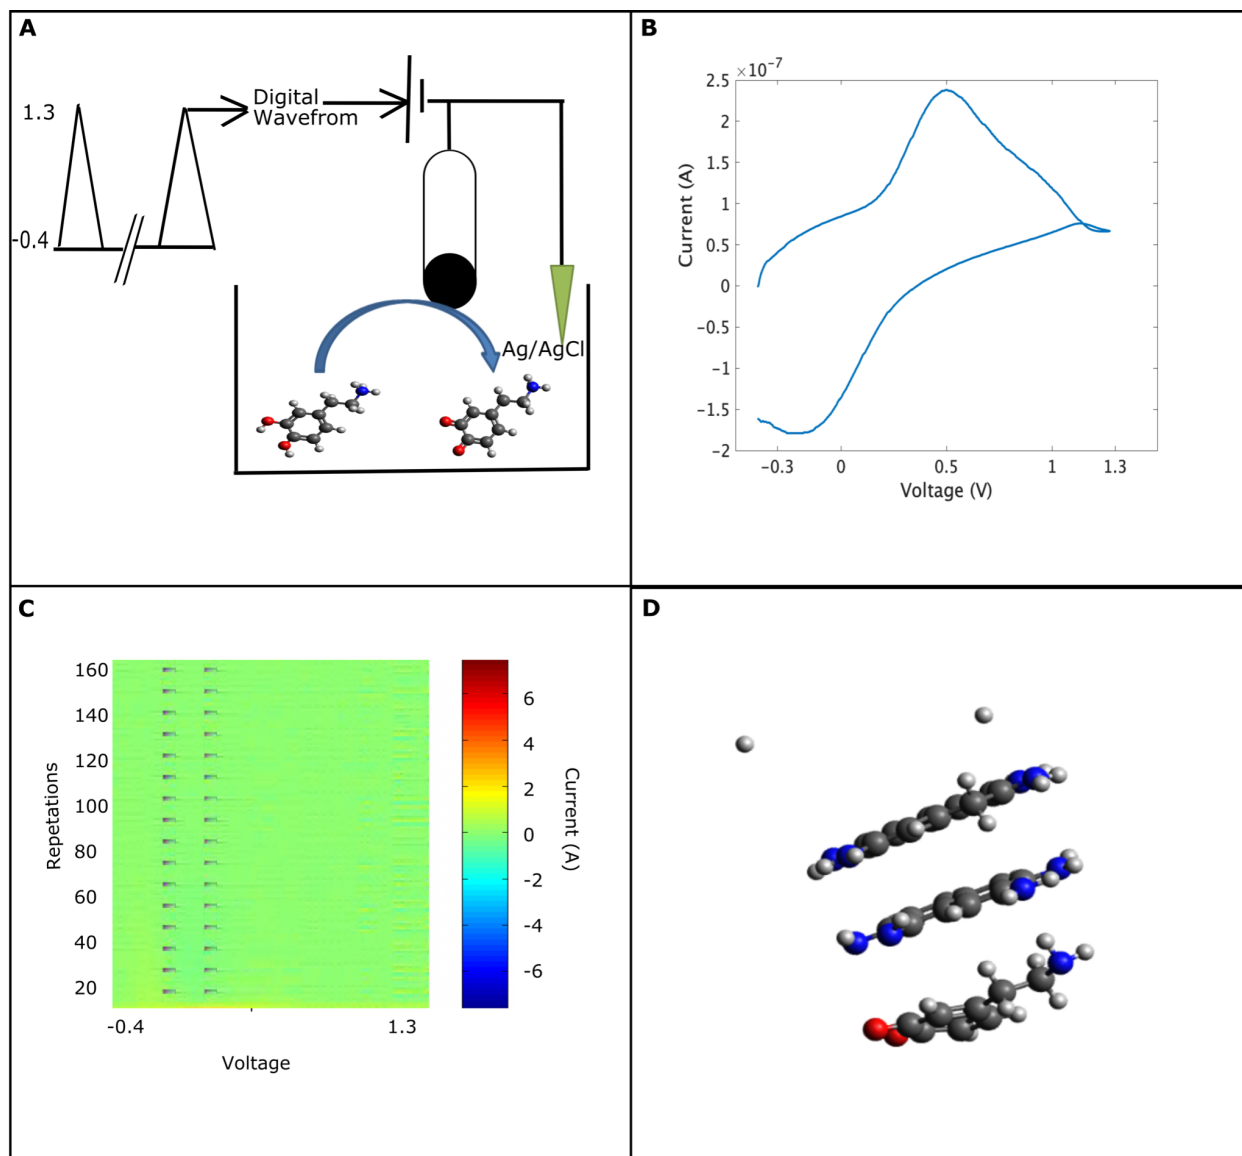 A
1.3
-0.4
Digital
Wavefrom
Ag/AgCl
B
×10⁻⁷
2.5
2
1.5
1
0.5
0
-0.5
-1
-1.5
-2
Current (A)
-0.3
0
0.5
1
1.3
Voltage (V)
C
160
140
120
100
80
60
40
20
Repetations
-0.4
1.3
Voltage
6
4
2
0
-2
-4
-6
Current (A)
D